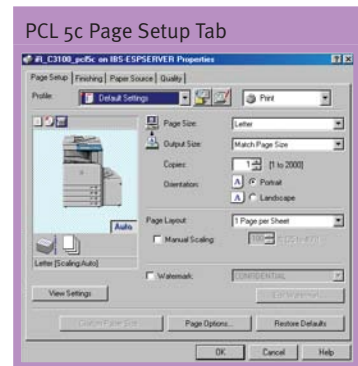 PCL 5c Page Setup Tab
iR_C3100_pcl5c on IBS-ESPSERVER Properties
Page Setup Finishing Paper Source Quality
Profile: Default Settings Print
Page Size: Letter
Output Size: Match Page Size
Copies: 1 [1 to 2000]
Orientation: A Portrait
A Landscape
Auto
Page Layout: 1 Page per Sheet
Manual Scaling
Letter [Scaling:Auto]
Watermark: CONFIDENTIAL
View Settings
Edit Watermark...
Custom Paper Size... Page Options... Restore Defaults
OK Cancel Help